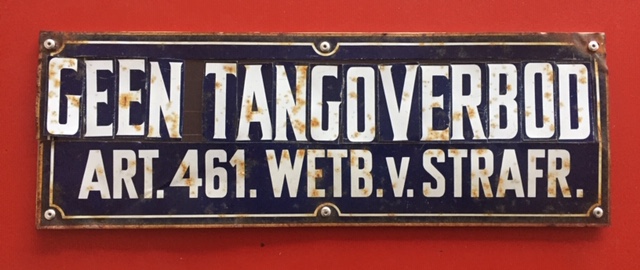 GEEN TANGOVERBOD
ART. 461. WETB. v. STRAFR.